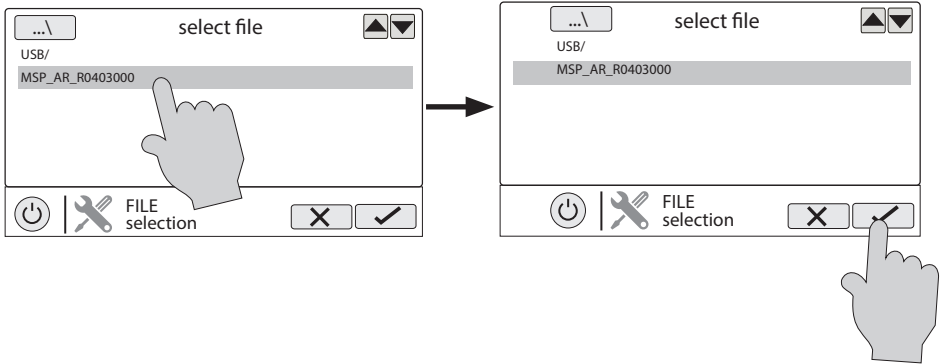 ...\
select file
USB/
MSP_AR_R0403000
FILE
selection
...\
select file
USB/
MSP_AR_R0403000
FILE
selection